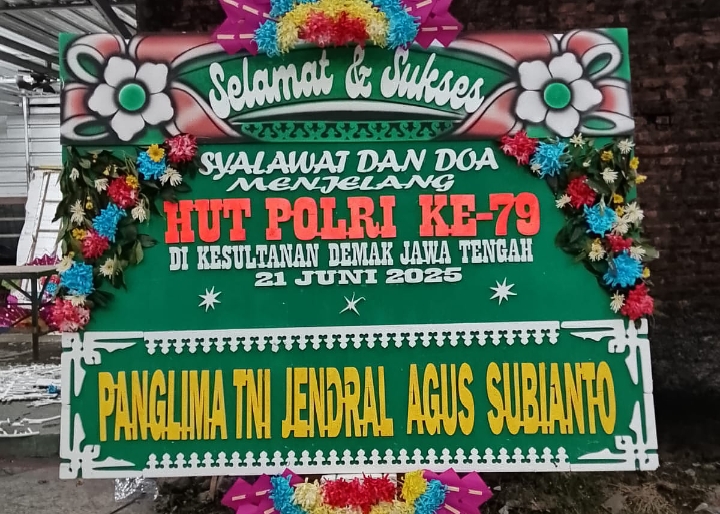 Selamat & Sukses
SYALAWAT DAN DOA
MENJELANG
HUT POLRI KE-79
DI KESULTANAN DEMAK JAWA TENGAH
21 JUNI 2025
PANGLIMA TNI JENDRAL AGUS SUBIANTO